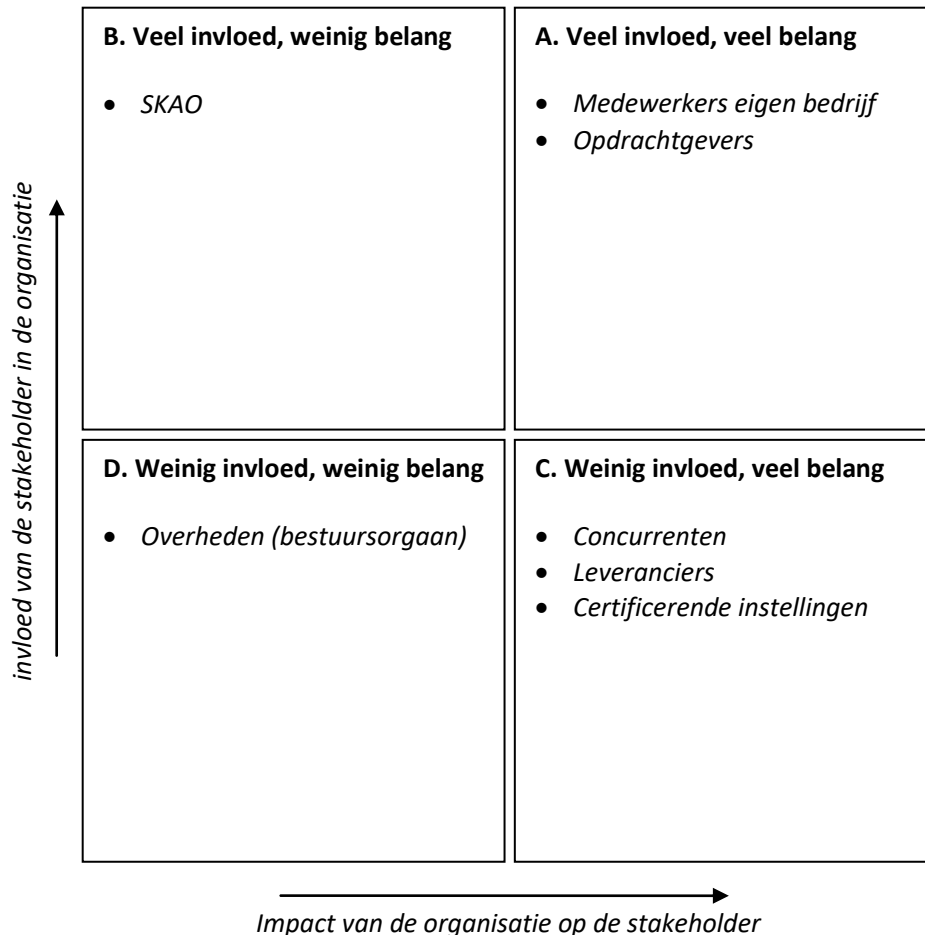 B. Veel invloed, weinig belang
• SKAO
A. Veel invloed, veel belang
• Medewerkers eigen bedrijf
• Opdrachtgevers
invloed van de stakeholder in de organisatie
D. Weinig invloed, weinig belang
• Overheden (bestuursorgaan)
C. Weinig invloed, veel belang
• Concurrenten
• Leveranciers
• Certificerende instellingen
Impact van de organisatie op de stakeholder